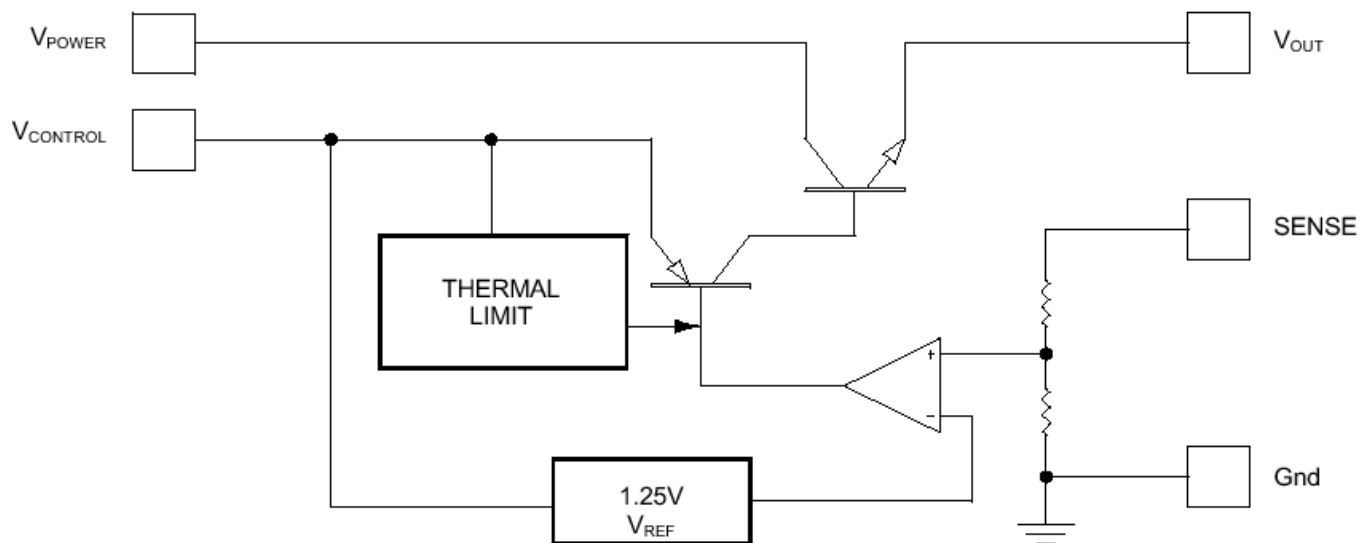 VPOWER
VOUT
VCONTROL
SENSE
THERMAL
LIMIT
+
−
1.25V
VREF
Gnd